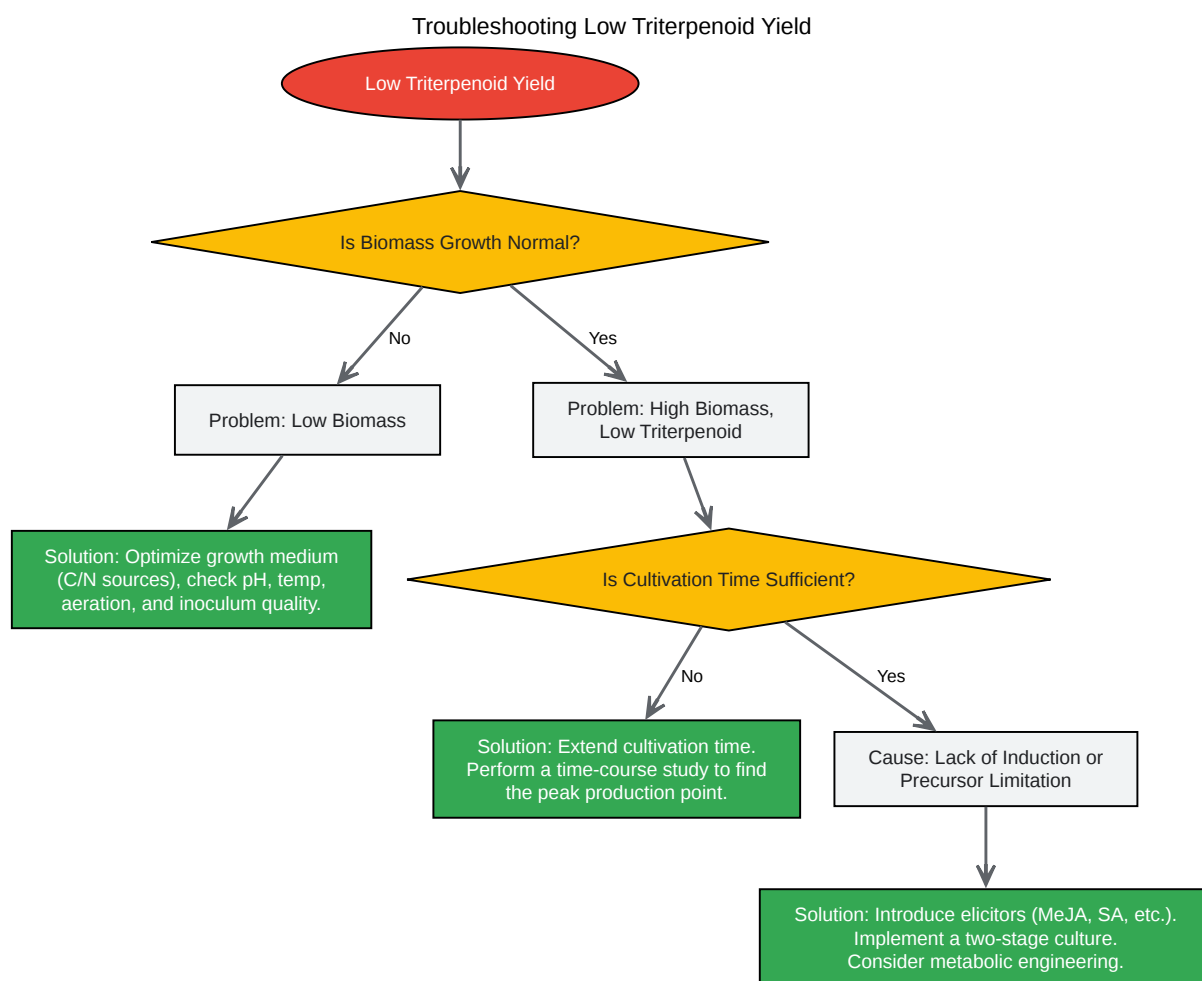 Troubleshooting Low Triterpenoid Yield
Low Triterpenoid Yield
Is Biomass Growth Normal?
No
Yes
Problem: Low Biomass
Problem: High Biomass,
Low Triterpenoid
Solution: Optimize growth medium
(C/N sources), check pH, temp,
aeration, and inoculum quality.
Is Cultivation Time Sufficient?
No
Yes
Solution: Extend cultivation time.
Perform a time-course study to find
the peak production point.
Cause: Lack of Induction or
Precursor Limitation
Solution: Introduce elicitors (MeJA, SA, etc.).
Implement a two-stage culture.
Consider metabolic engineering.